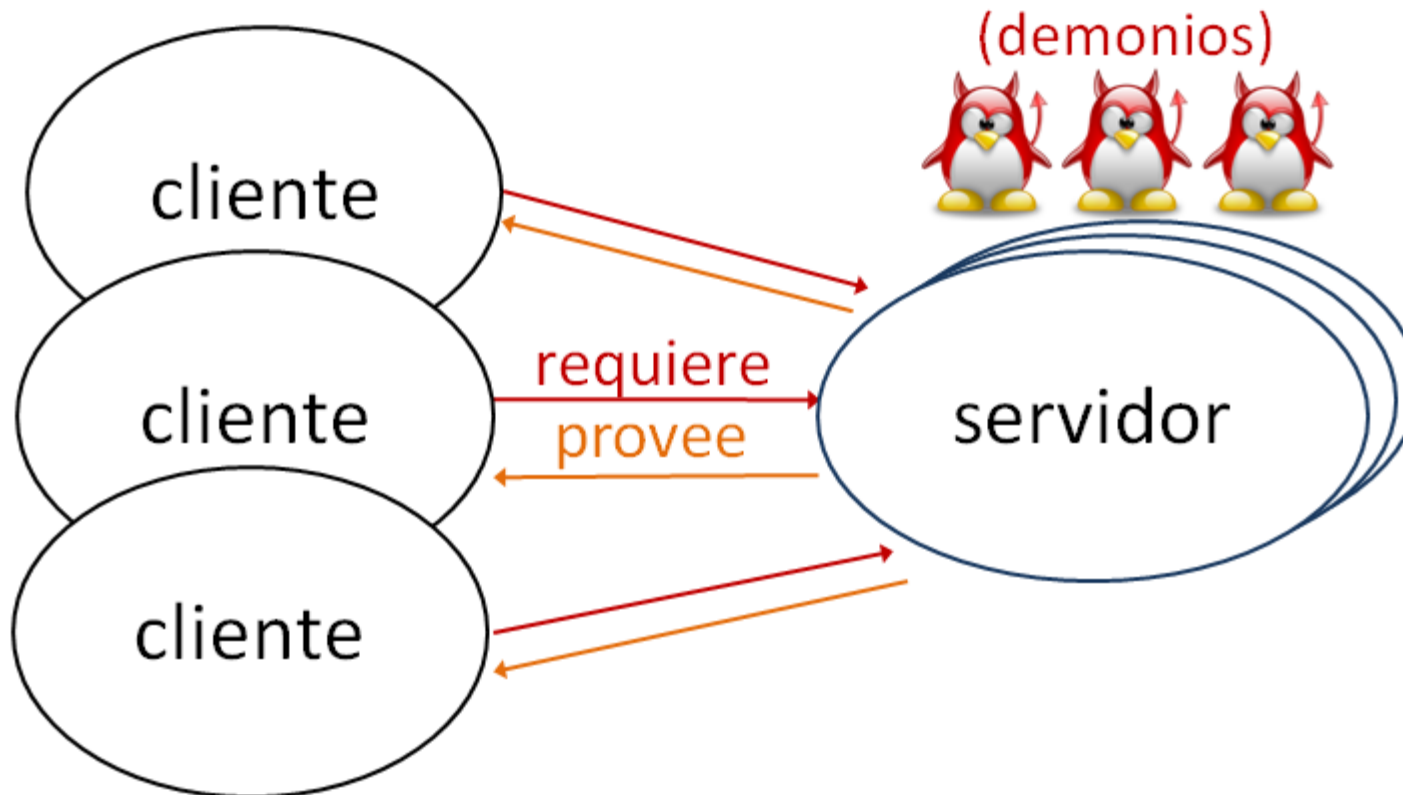 (demonios)
cliente
requiere
cliente
provee
servidor
cliente